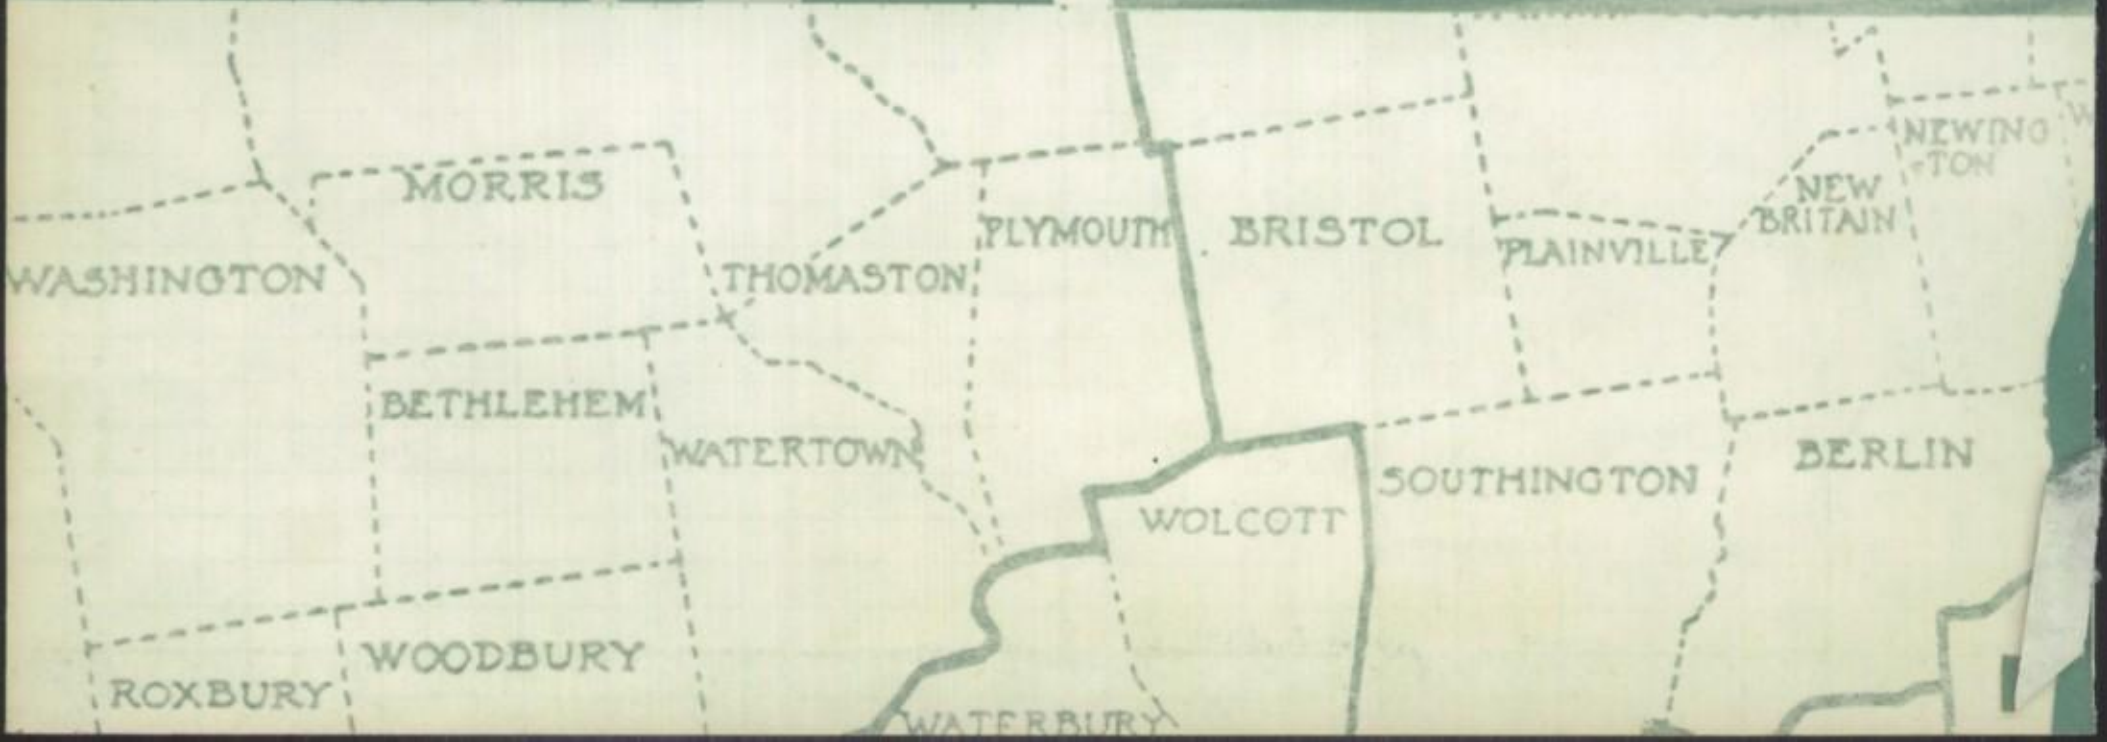 NEWING
-TON
W
MORRIS
NEW
BRITAIN
PLYMOUTH
BRISTOL
PLAINVILLE
WASHINGTON
THOMASTON
BETHLEHEM
WATERTOWN
BERLIN
SOUTHINGTON
WOLCOTT
WOODBURY
ROXBURY
WATERBURY